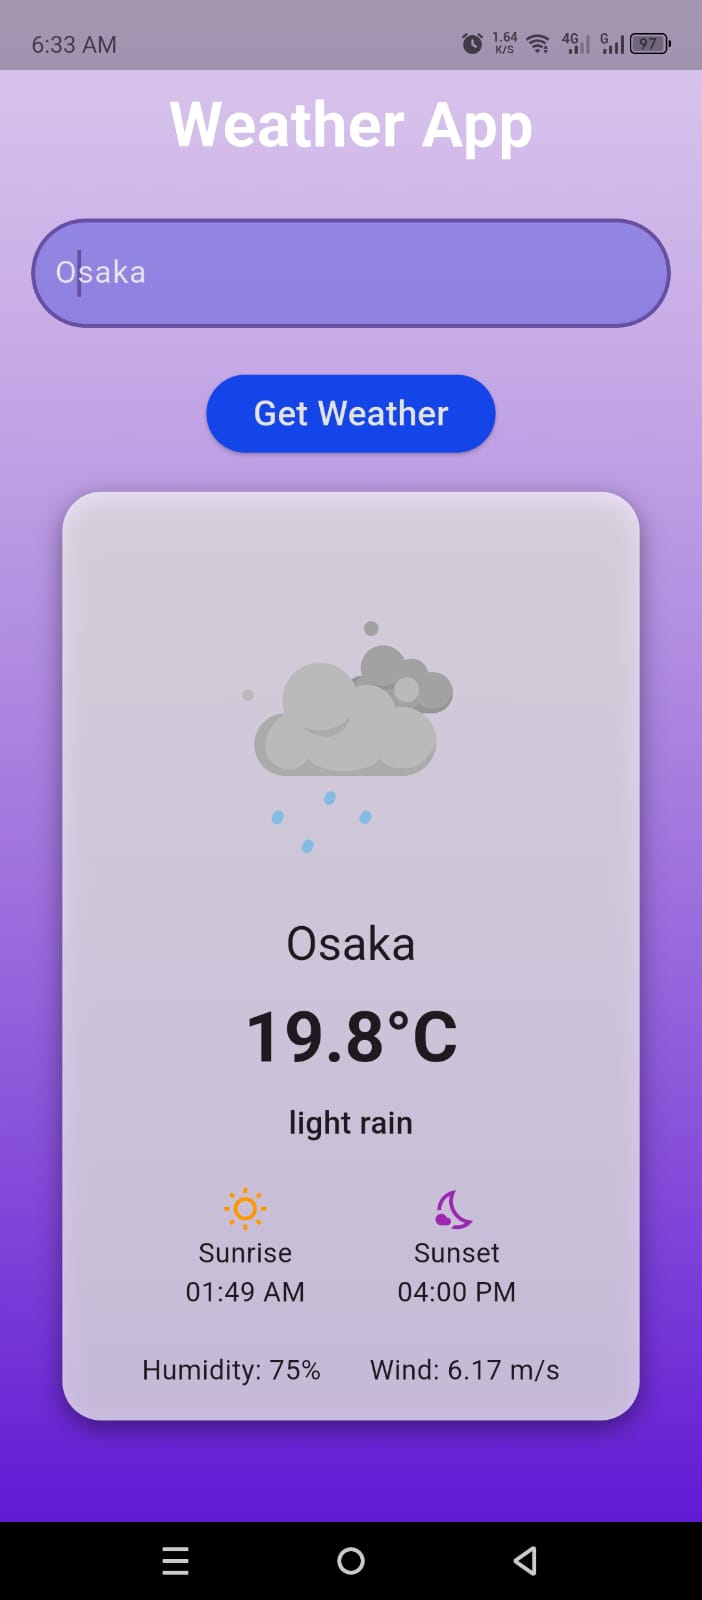 6:33 AM 1.64 K/S 4G G 97
Weather App
Osaka
Get Weather
Osaka
19.8°C
light rain
Sunrise Sunset
01:49 AM 04:00 PM
Humidity: 75% Wind: 6.17 m/s